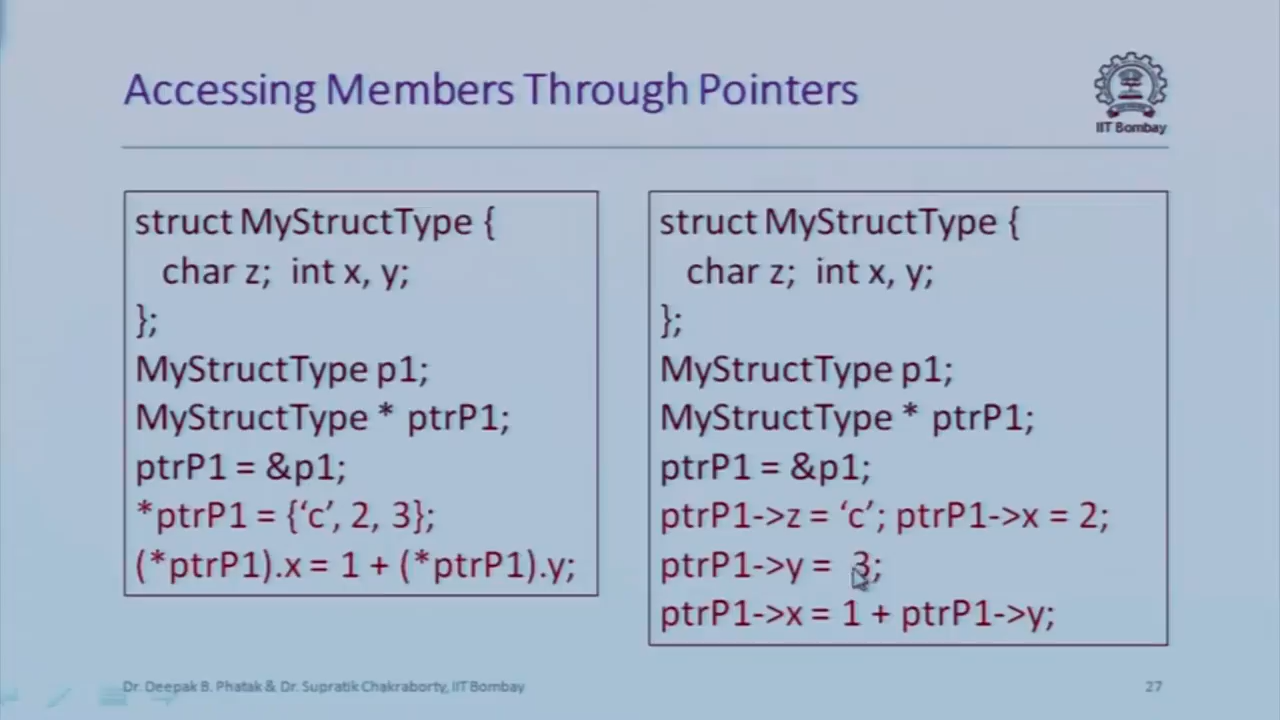 Accessing Members Through Pointers
IIT Bombay
struct MyStructType {
char z; int x, y;
};
MyStructType p1;
MyStructType * ptrP1;
ptrP1 = &p1;
*ptrP1 = {‘c’, 2, 3};
(*ptrP1).x = 1 + (*ptrP1).y;
struct MyStructType {
char z; int x, y;
};
MyStructType p1;
MyStructType * ptrP1;
ptrP1 = &p1;
ptrP1->z = ‘c’; ptrP1->x = 2;
ptrP1->y = 3;
ptrP1->x = 1 + ptrP1->y;
Dr. Deepak B. Phatak & Dr. Supratik Chakraborty, IIT Bombay
27